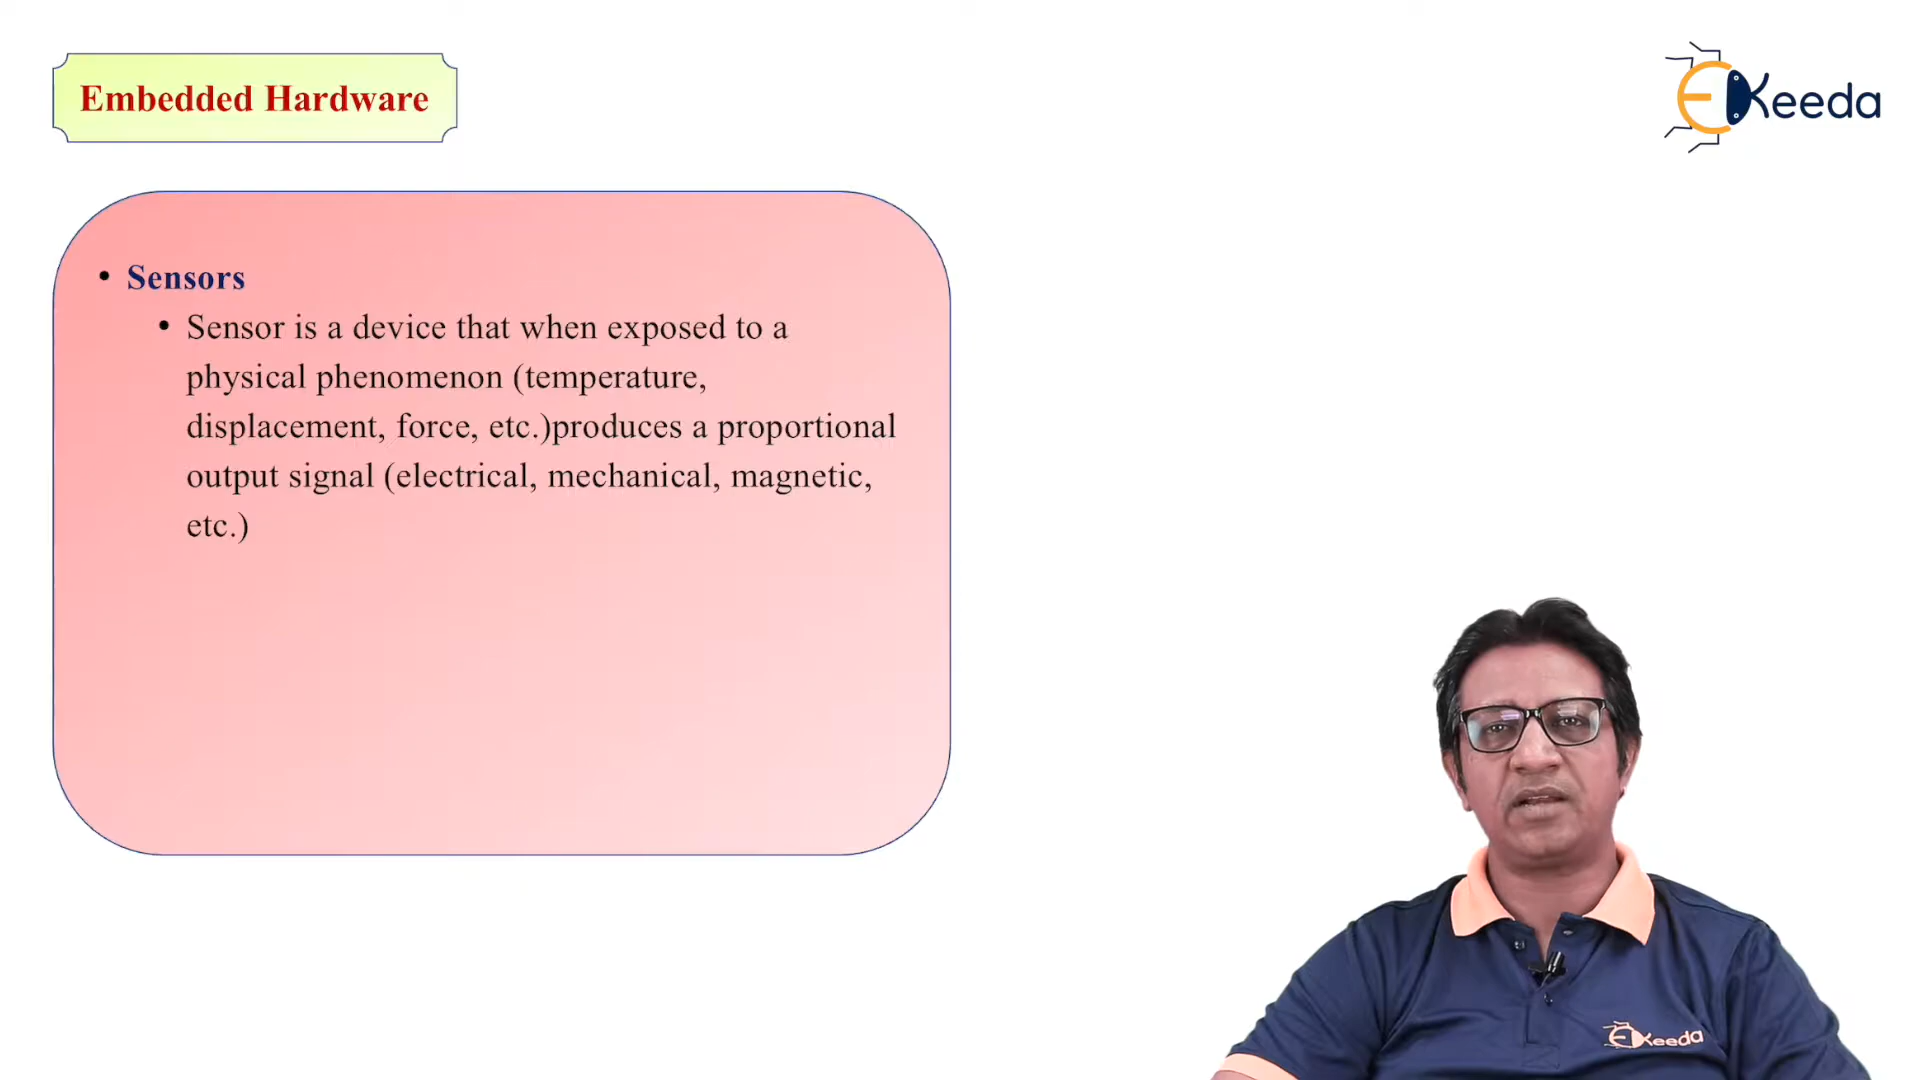 Embedded Hardware
EKeeda
• Sensors
• Sensor is a device that when exposed to a
physical phenomenon (temperature,
displacement, force, etc.)produces a proportional
output signal (electrical, mechanical, magnetic,
etc.)
EKeeda